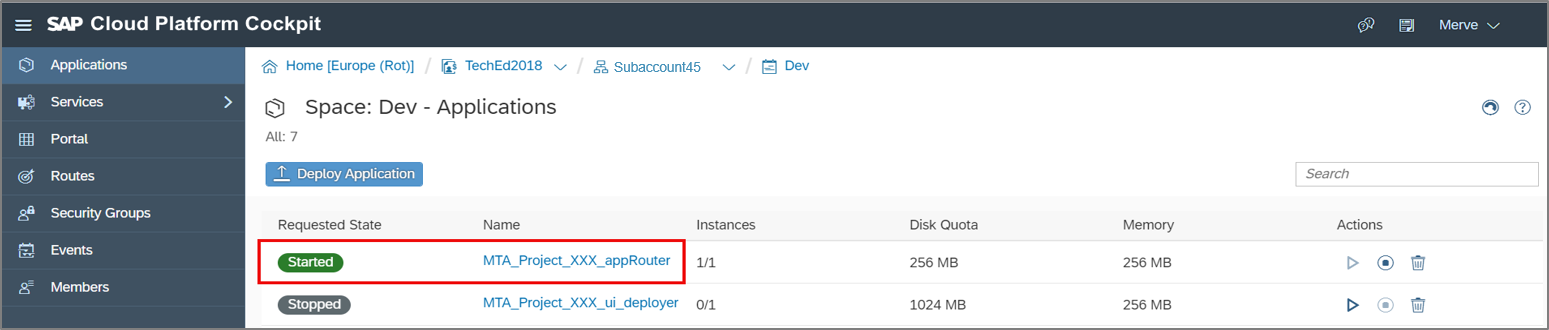 SAP Cloud Platform Cockpit
Merve
Applications
Services
Portal
Routes
Security Groups
Events
Members
Home [Europe (Rot)] / TechEd2018 / Subaccount45 / Dev
Space: Dev - Applications
All: 7
Deploy Application
Search
Requested State Name Instances Disk Quota Memory Actions
Started MTA_Project_XXX_appRouter 1/1 256 MB 256 MB
Stopped MTA_Project_XXX_ui_deployer 0/1 1024 MB 256 MB